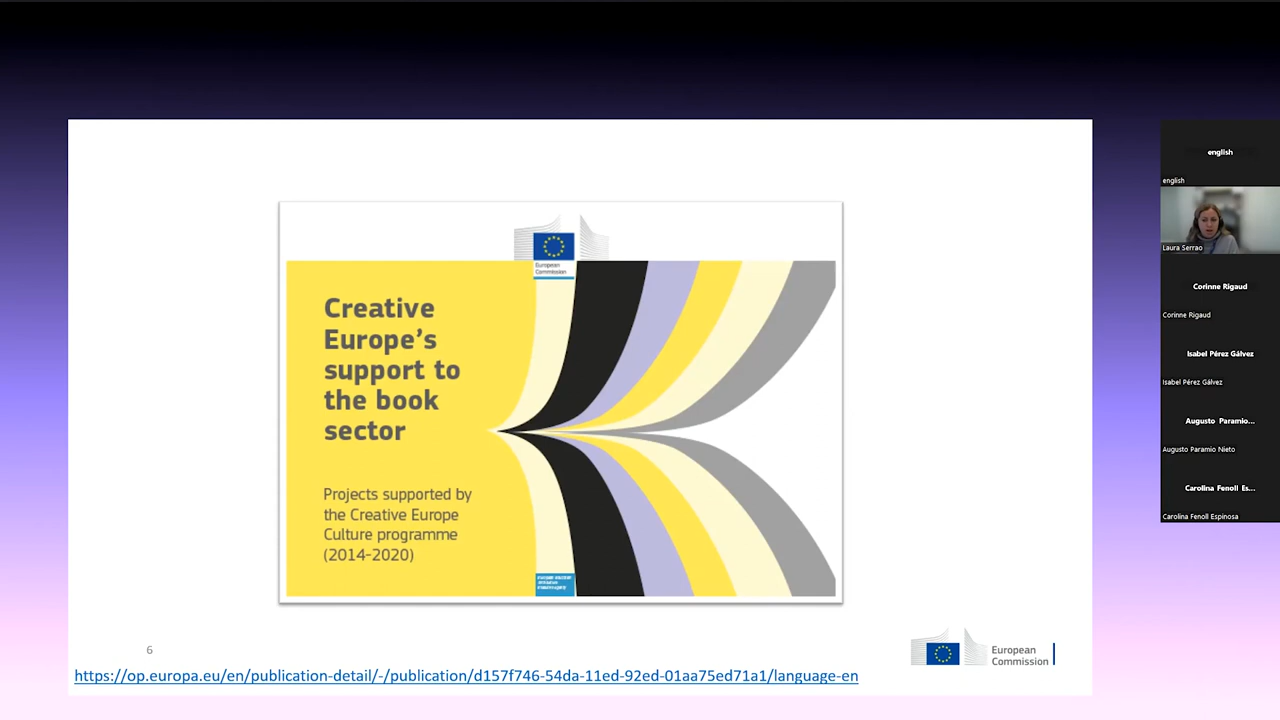 European
Commission
Creative
Europe's
support to
the book
sector
Projects supported by
the Creative Europe
Culture programme
(2014-2020)
6
European
Commission
https://op.europa.eu/en/publication-detail/-/publication/d157f746-54da-11ed-92ed-01aa75ed71a1/language-en
english
english
Laura Serrao
Corinne Rigaud
Corinne Rigaud
Isabel Pérez Gálvez
Isabel Pérez Gálvez
Augusto Paramio...
Augusto Paramio Nieto
Carolina Fenoll Es...
Carolina Fenoll Espinosa